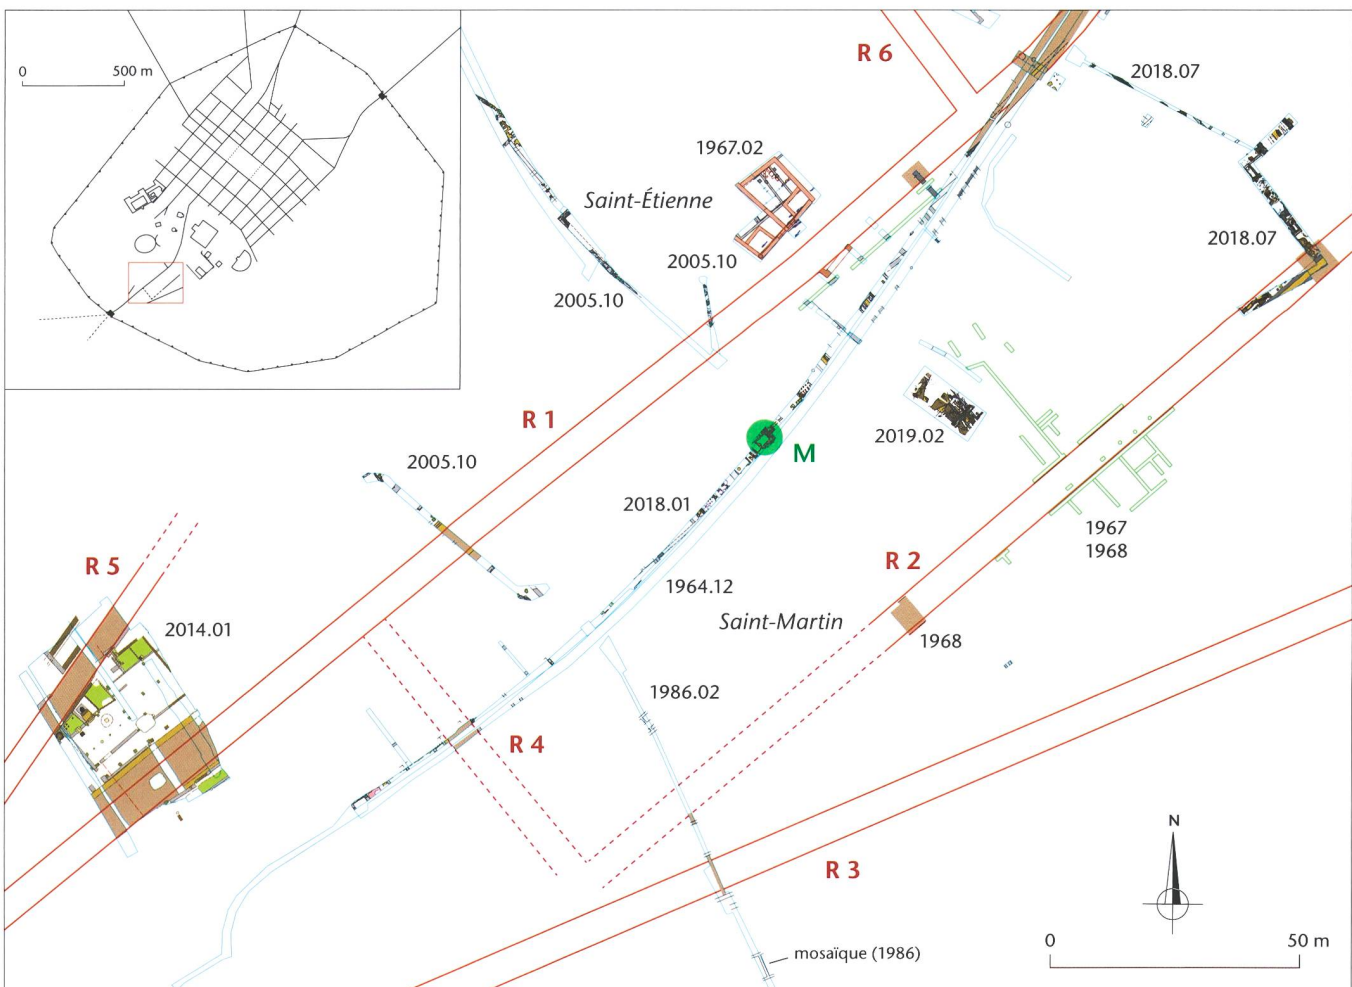 0 500 m
R 6
2018.07
1967.02
Saint-Étienne
2018.07
2005.10
2005.10
R 1
2019.02
M
2005.10
2018.01
1967
1968
R 2
R 5
1964.12
Saint-Martin
2014.01
1968
1986.02
R 4
N
R 3
0 50 m
mosaïque (1986)